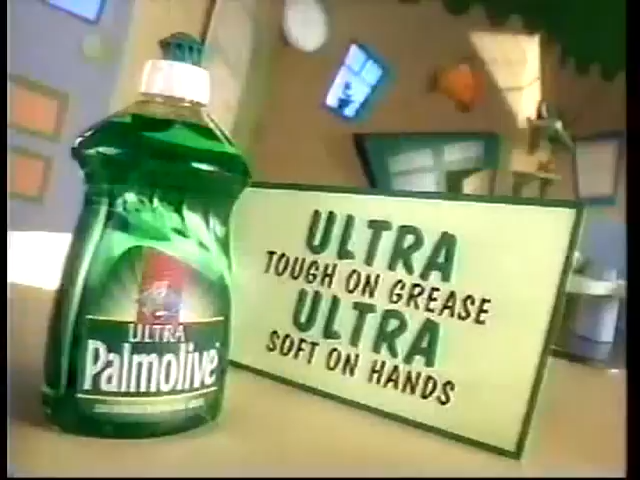 ULTRA
TOUGH ON GREASE
ULTRA
SOFT ON HANDS
ULTRA
Palmolive